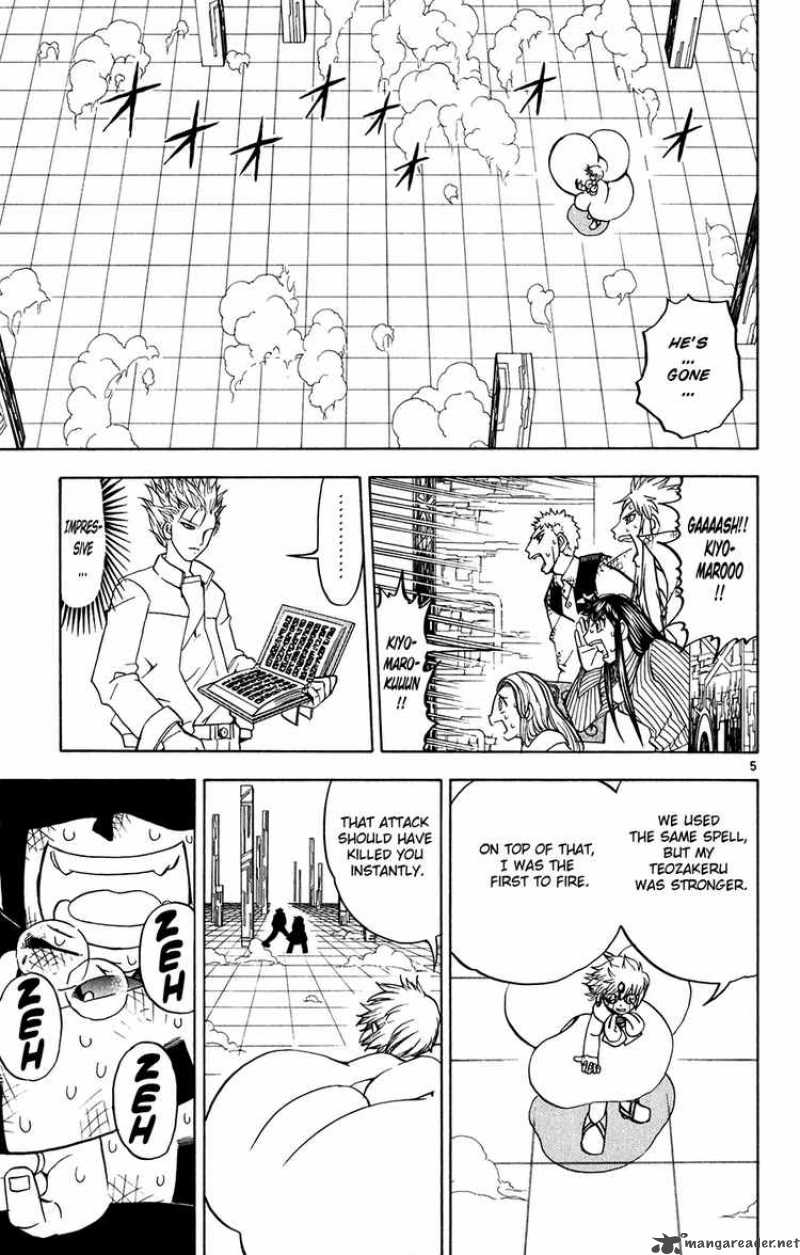 HE'S
...
GONE
...
GAAAASH!!
KIYO-
MAROOO
!!
KIYO-
MARO-
KUUUN
!!
.......
IMPRES-
SIVE
...
5
WE USED
THE SAME SPELL,
BUT MY
TEOZAKERU
WAS STRONGER.
ON TOP OF THAT,
I WAS THE
FIRST TO FIRE.
THAT ATTACK
SHOULD HAVE
KILLED YOU
INSTANTLY.
ZEH
ZEH
ZEH
mangareader.net